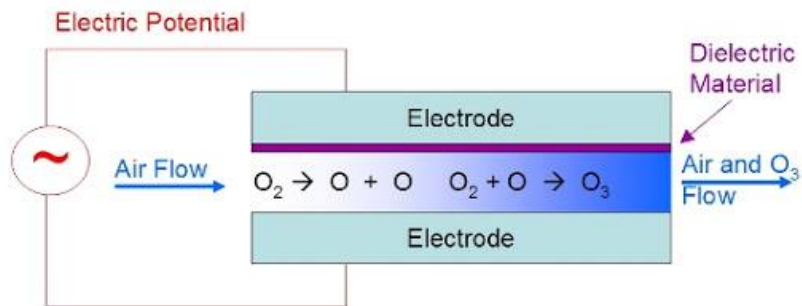 Electric Potential
Dielectric
Material
Electrode
~
Air Flow
O₂ → O + O   O₂ + O → O₃
Air and O₃
Flow
Electrode